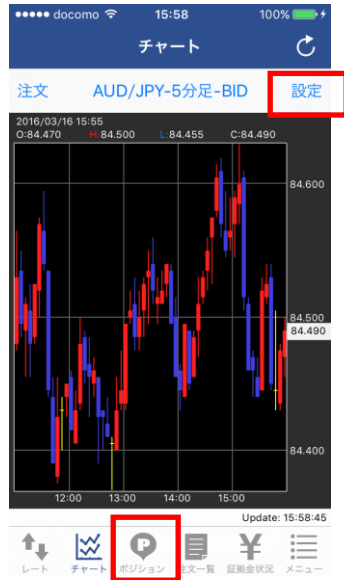 ●●●●● docomo 15:58 100%
チャート
注文 AUD/JPY-5分足-BID 設定
2016/03/16 15:55
O:84.470 H:84.500 L:84.455 C:84.490
84.600
84.500
84.490
84.400
12:00 13:00 14:00 15:00
Update: 15:58:45
レート チャート ポジション 注文一覧 証拠金状況 メニュー